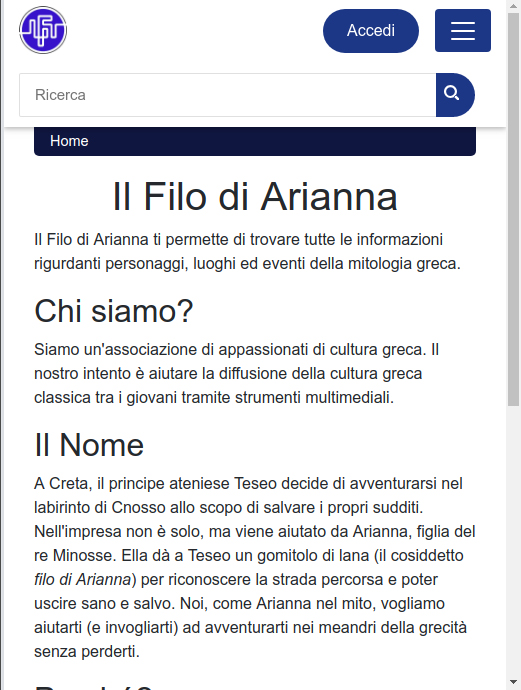 Accedi
Ricerca
Home
Il Filo di Arianna
Il Filo di Arianna ti permette di trovare tutte le informazioni
rigurdanti personaggi, luoghi ed eventi della mitologia greca.
Chi siamo?
Siamo un'associazione di appassionati di cultura greca. Il
nostro intento è aiutare la diffusione della cultura greca
classica tra i giovani tramite strumenti multimediali.
Il Nome
A Creta, il principe ateniese Teseo decide di avventurarsi nel
labirinto di Cnosso allo scopo di salvare i propri sudditi.
Nell'impresa non è solo, ma viene aiutato da Arianna, figlia del
re Minosse. Ella dà a Teseo un gomitolo di lana (il cosiddetto
filo di Arianna) per riconoscere la strada percorsa e poter
uscire sano e salvo. Noi, come Arianna nel mito, vogliamo
aiutarti (e invogliarti) ad avventurarti nei meandri della grecità
senza perderti.